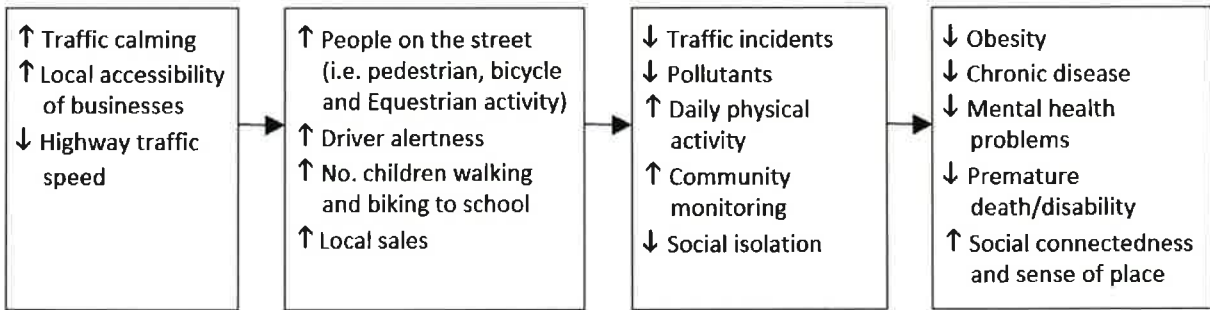 ↑ Traffic calming
↑ Local accessibility
of businesses
↓ Highway traffic
speed
↑ People on the street
(i.e. pedestrian, bicycle
and Equestrian activity)
↑ Driver alertness
↑ No. children walking
and biking to school
↑ Local sales
↓ Traffic incidents
↓ Pollutants
↑ Daily physical
activity
↑ Community
monitoring
↓ Social isolation
↓ Obesity
↓ Chronic disease
↓ Mental health
problems
↓ Premature
death/disability
↑ Social connectedness
and sense of place